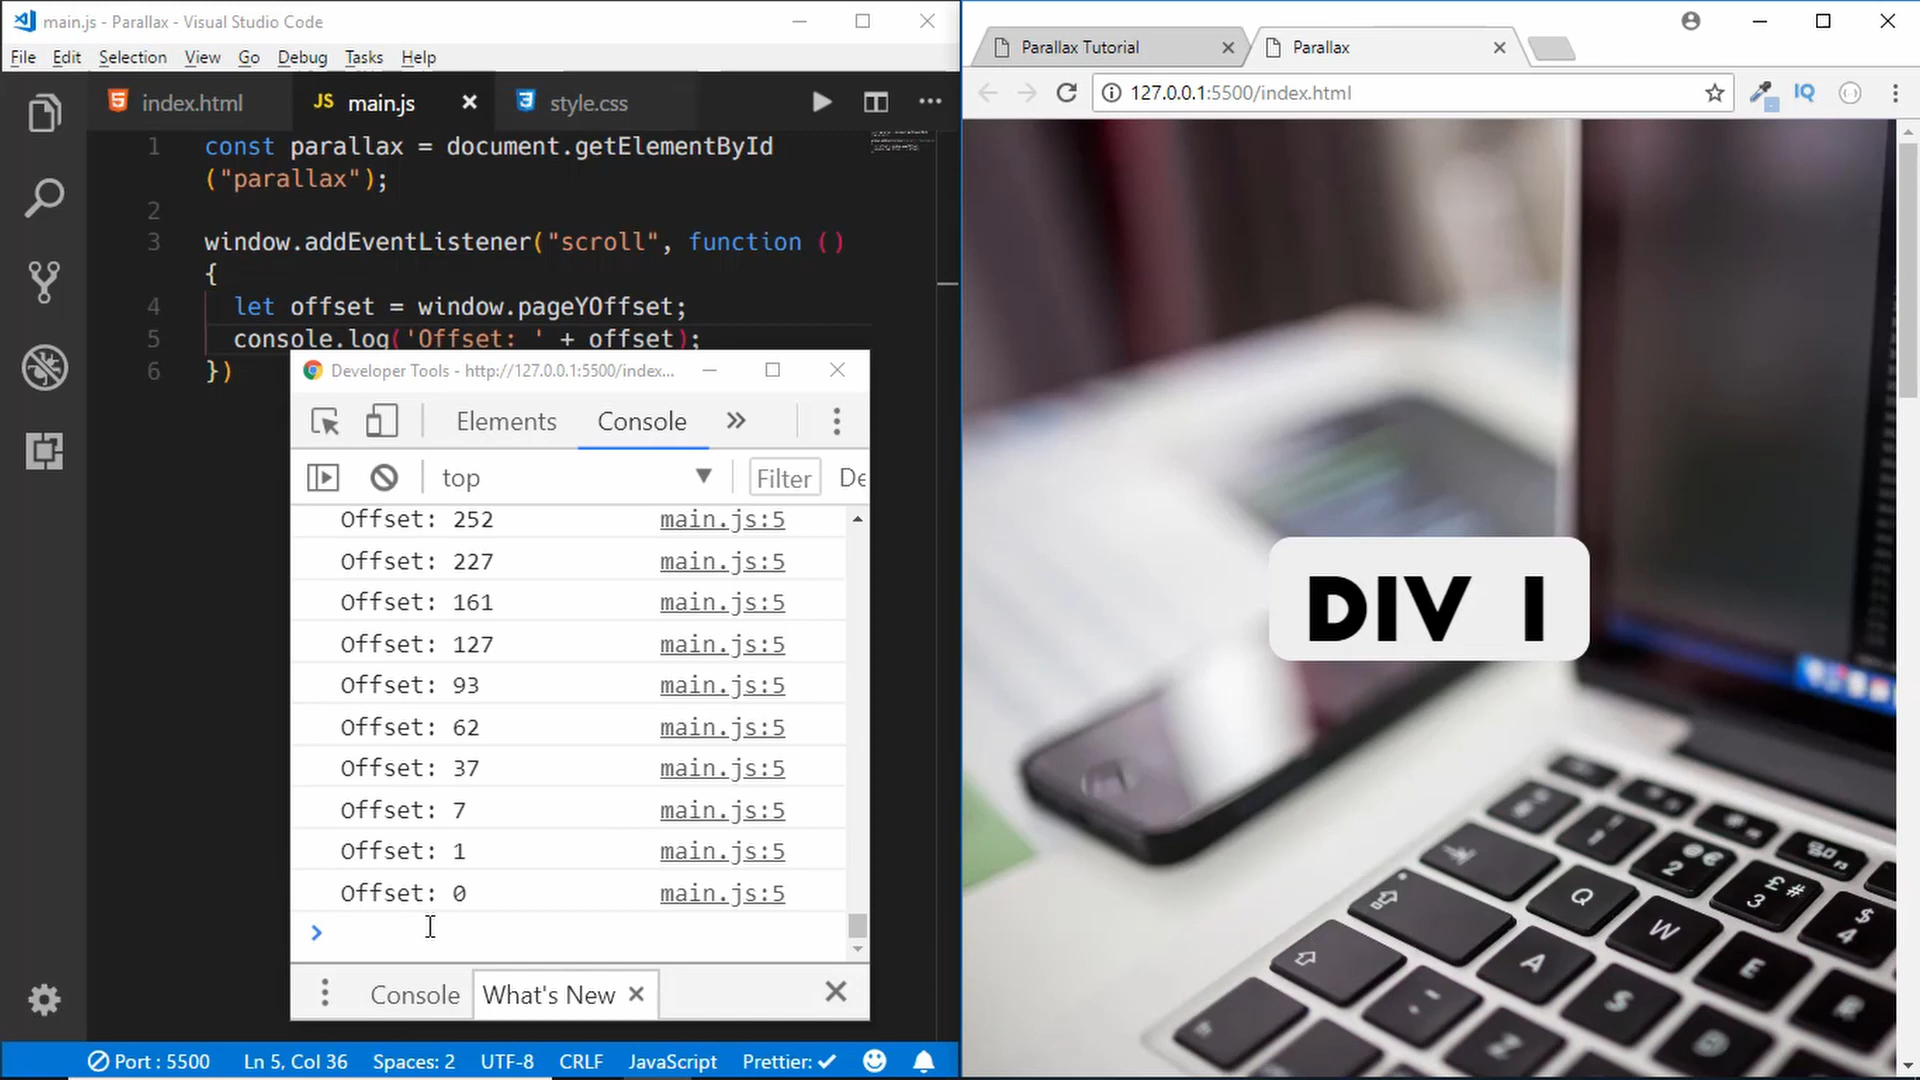 main.js - Parallax - Visual Studio Code
File Edit Selection View Go Debug Tasks Help
index.html
JS main.js
style.css
1 const parallax = document.getElementById
("parallax");
2
3 window.addEventListener("scroll", function ()
{
4 let offset = window.pageYOffset;
5 console.log('Offset: ' + offset);
6 })
Developer Tools - http://127.0.0.1:5500/index...
Elements Console »
top Filter De
Offset: 252 main.js:5
Offset: 227 main.js:5
Offset: 161 main.js:5
Offset: 127 main.js:5
Offset: 93 main.js:5
Offset: 62 main.js:5
Offset: 37 main.js:5
Offset: 7 main.js:5
Offset: 1 main.js:5
Offset: 0 main.js:5
Console What's New
Port : 5500 Ln 5, Col 36 Spaces: 2 UTF-8 CRLF JavaScript Prettier: ✓
Parallax Tutorial
Parallax
127.0.0.1:5500/index.html
IQ
DIV 1
! 1
@ € 2
£ # 3
$ 4
Q W E R
A S D
Z